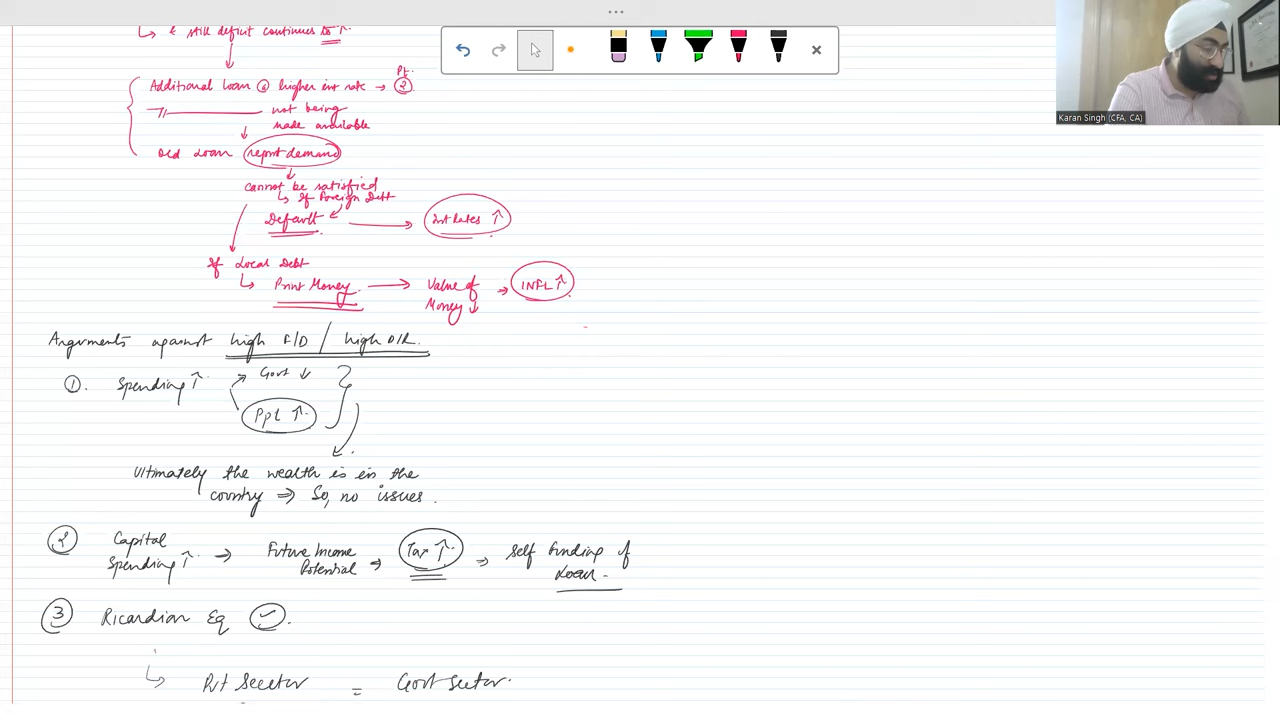 & still deficit continues to ↑.
Additional loan @ higher int rate → Pt. ②.
—〃— not being
made available
Old Loan repmt demand
cannot be satisfied
↳ If Foreign Debt
Default → Int Rates ↑
If Local Debt
↳ Print Money → Value of Money ↓ → INFL ↑
Arguments against high F/D / high D/R.
①. Spending ↑ Govt ↓
Ppl ↑
Ultimately the wealth is in the
country ⇒ So, no issues.
② Capital Spending ↑ → Future Income Potential → Tax ↑ ⇒ Self funding of Loan.
③ Ricardian Eq ✓.
↳ Pvt Secctor = Govt Sector.
Karan Singh (CFA, CA)